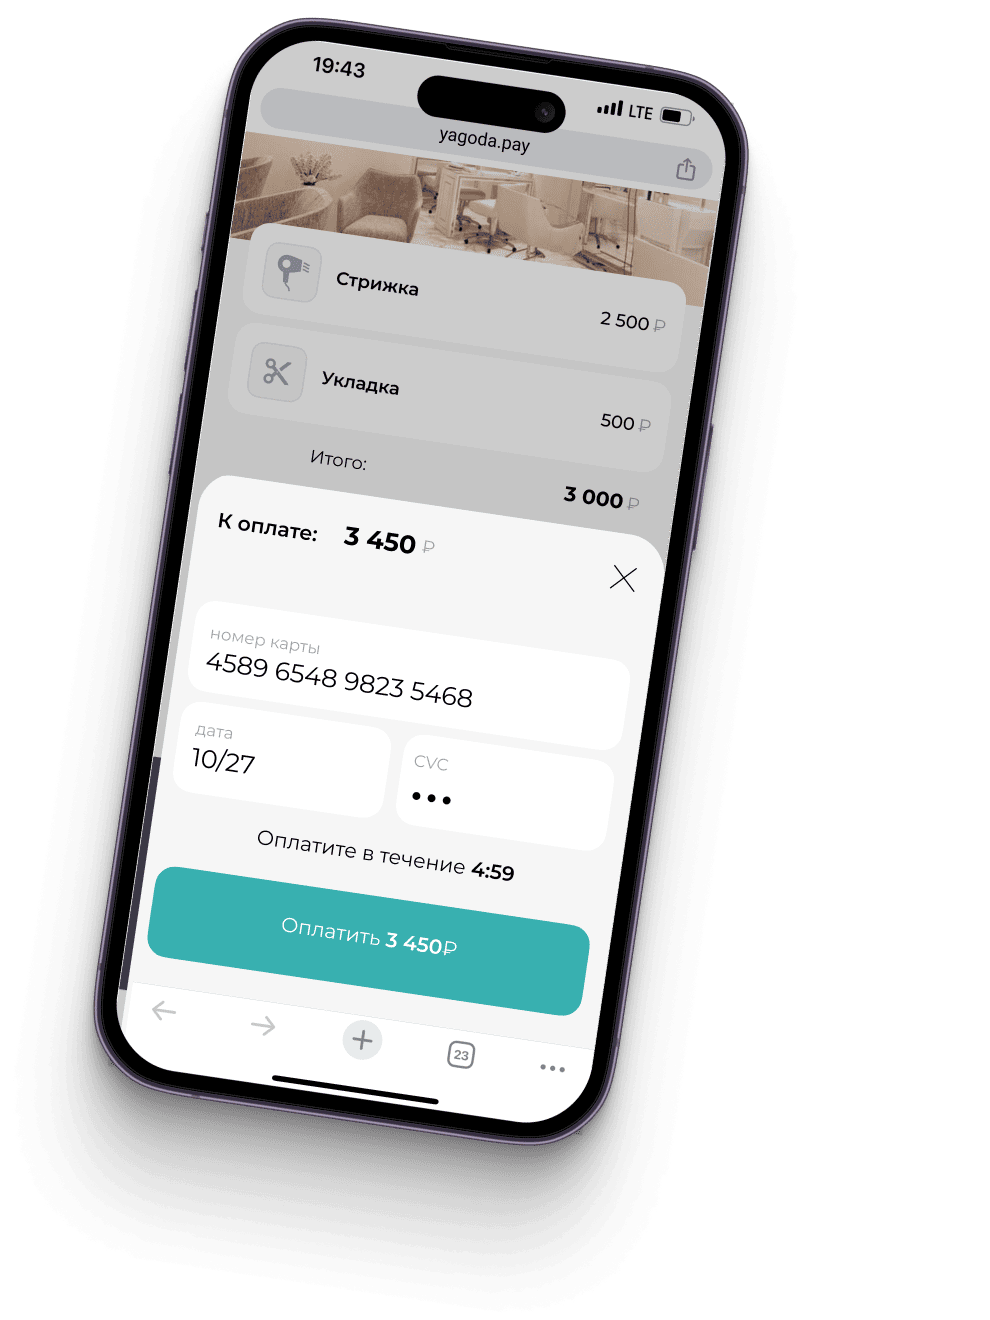 19:43
LTE
yagoda.pay
Стрижка
2 500 ₽
Укладка
500 ₽
Итого:
3 000 ₽
К оплате: 3 450 ₽
номер карты
4589 6548 9823 5468
дата
10/27
CVC
•••
Оплатите в течение 4:59
Оплатить 3 450₽
23